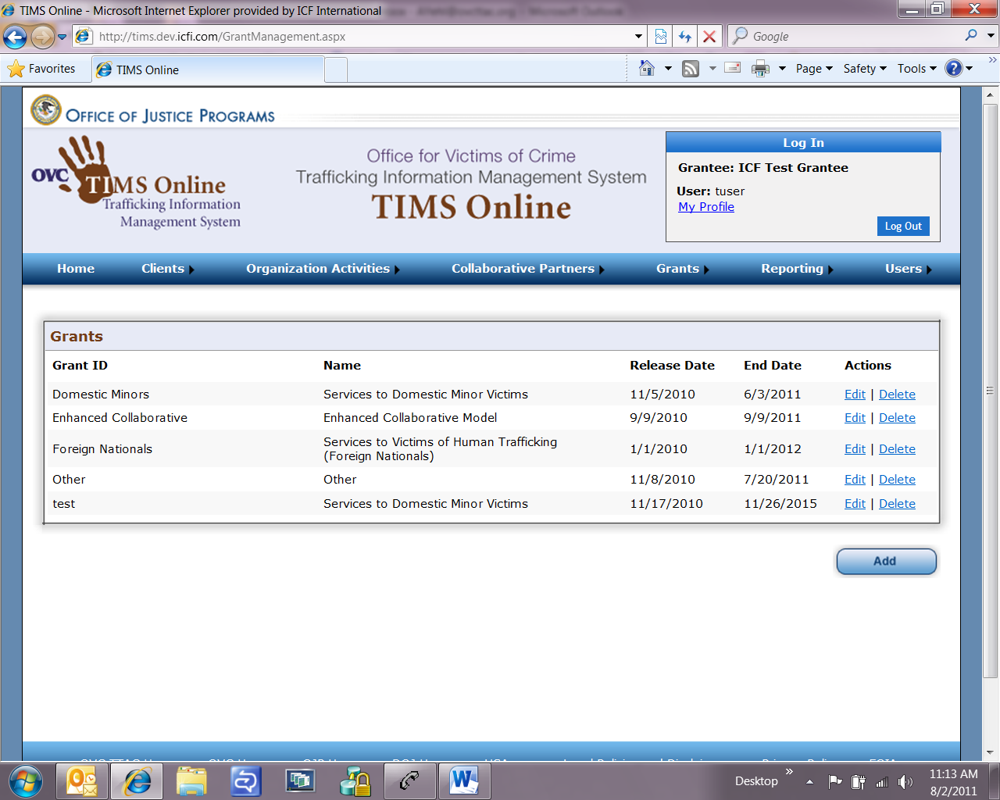 TIMS Online - Microsoft Internet Explorer provided by ICF International
http://tims.dev.icfi.com/GrantManagement.aspx
Google
Favorites
TIMS Online
Page
Safety
Tools
OFFICE OF JUSTICE PROGRAMS
OVC
TIMS Online
Trafficking Information
Management System
Office for Victims of Crime
Trafficking Information Management System
TIMS Online
Log In
Grantee: ICF Test Grantee
User: tuser
My Profile
Log Out
Home Clients Organization Activities Collaborative Partners Grants Reporting Users
Grants
Grant ID Name Release Date End Date Actions
Domestic Minors Services to Domestic Minor Victims 11/5/2010 6/3/2011 Edit | Delete
Enhanced Collaborative Enhanced Collaborative Model 9/9/2010 9/9/2011 Edit | Delete
Foreign Nationals Services to Victims of Human Trafficking (Foreign Nationals) 1/1/2010 1/1/2012 Edit | Delete
Other Other 11/8/2010 7/20/2011 Edit | Delete
test Services to Domestic Minor Victims 11/17/2010 11/26/2015 Edit | Delete
Add
Desktop
11:13 AM
8/2/2011